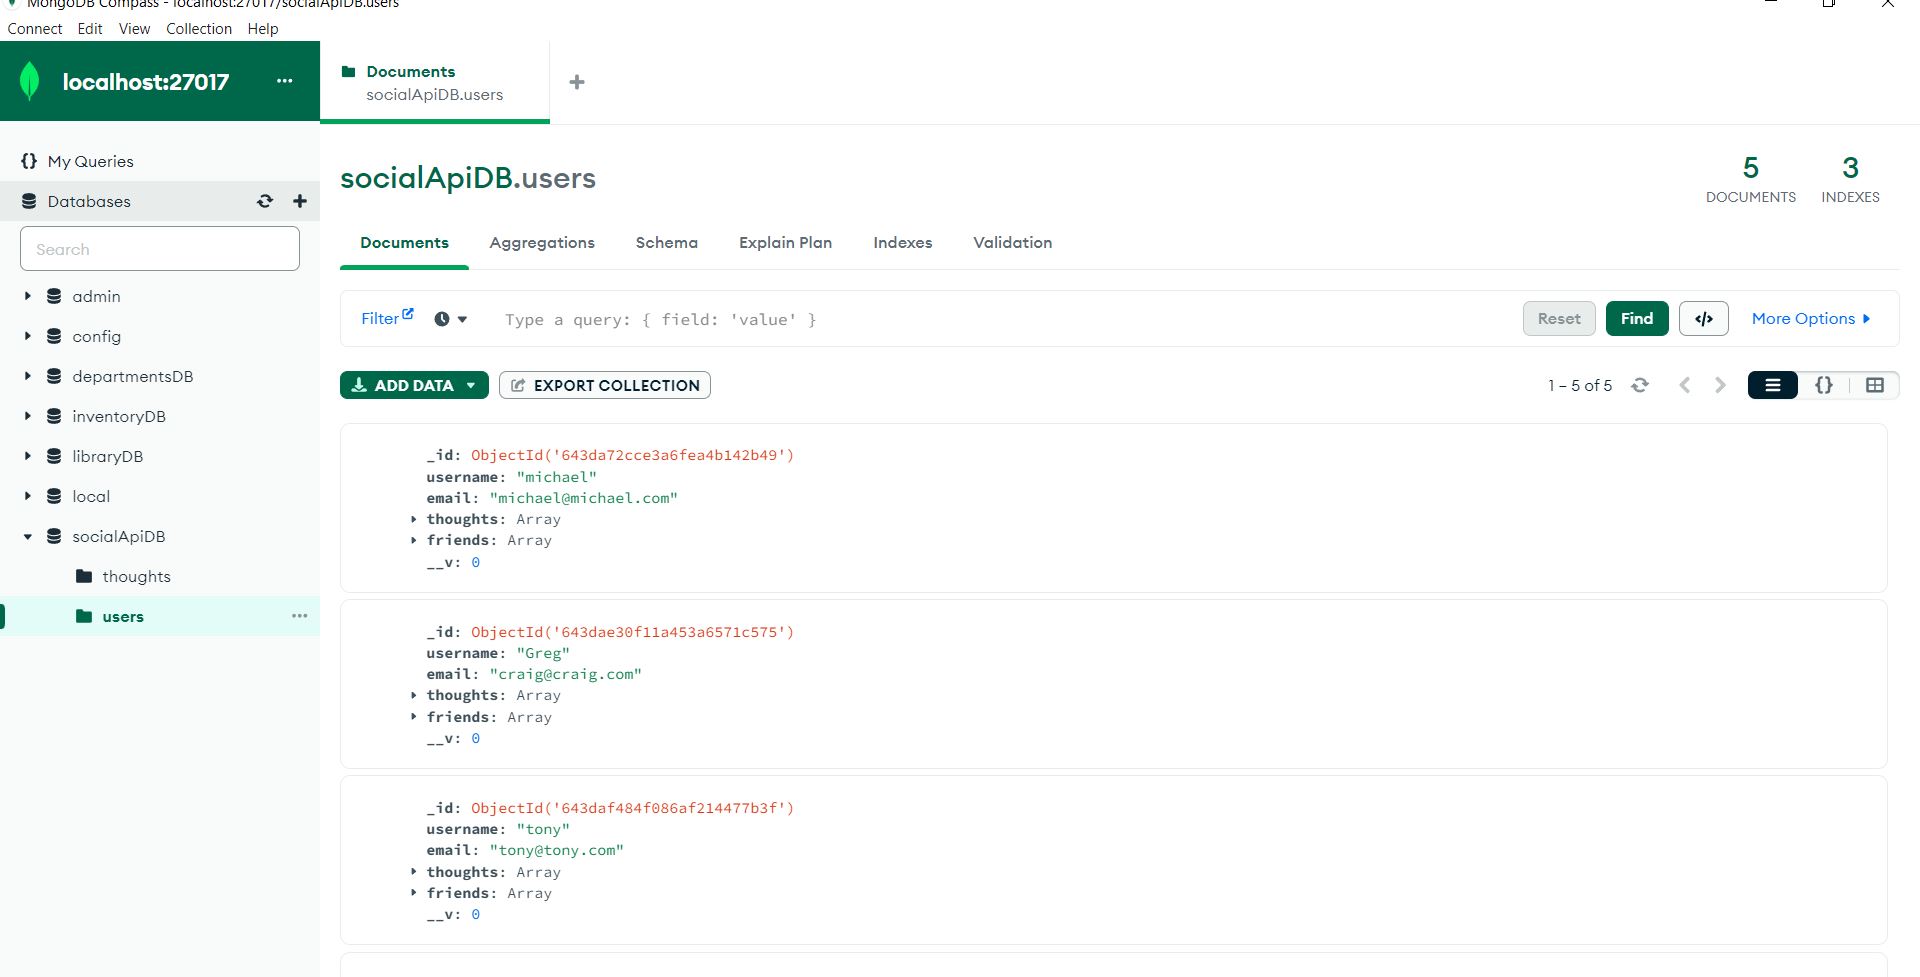 MongoDB Compass - localhost:27017/socialApiDB.users
Connect Edit View Collection Help
localhost:27017 ...
Documents
socialApiDB.users
+
{} My Queries
Databases
Search
admin
config
departmentsDB
inventoryDB
libraryDB
local
socialApiDB
thoughts
users ...
socialApiDB.users
5
DOCUMENTS
3
INDEXES
Documents Aggregations Schema Explain Plan Indexes Validation
Filter Type a query: { field: 'value' } Reset Find </> More Options
ADD DATA EXPORT COLLECTION 1 – 5 of 5 {}
_id: ObjectId('643da72cce3a6fea4b142b49')
username: "michael"
email: "michael@michael.com"
thoughts: Array
friends: Array
__v: 0
_id: ObjectId('643dae30f11a453a6571c575')
username: "Greg"
email: "craig@craig.com"
thoughts: Array
friends: Array
__v: 0
_id: ObjectId('643daf484f086af214477b3f')
username: "tony"
email: "tony@tony.com"
thoughts: Array
friends: Array
__v: 0